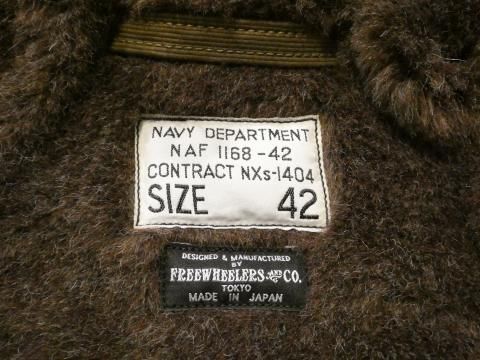 NAVY DEPARTMENT
NAF 1168-42
CONTRACT NXs-1404
SIZE 42
DESIGNED & MANUFACTURED
BY
FREEWHEELERS AND CO.
TOKYO
MADE IN JAPAN